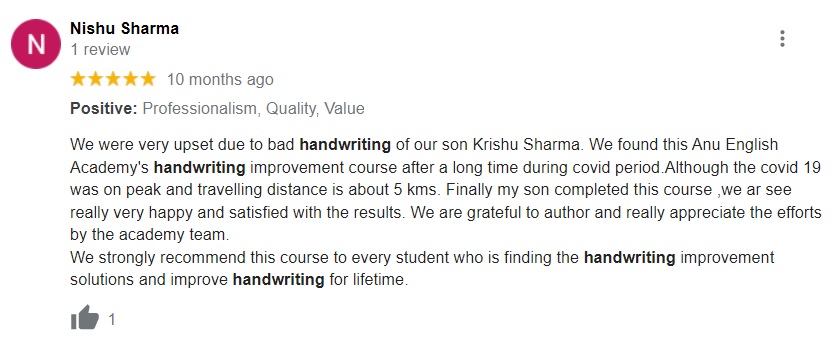 N
Nishu Sharma
1 review
10 months ago
Positive: Professionalism, Quality, Value
We were very upset due to bad handwriting of our son Krishu Sharma. We found this Anu English
Academy's handwriting improvement course after a long time during covid period.Although the covid 19
was on peak and travelling distance is about 5 kms. Finally my son completed this course ,we ar see
really very happy and satisfied with the results. We are grateful to author and really appreciate the efforts
by the academy team.
We strongly recommend this course to every student who is finding the handwriting improvement
solutions and improve handwriting for lifetime.
1